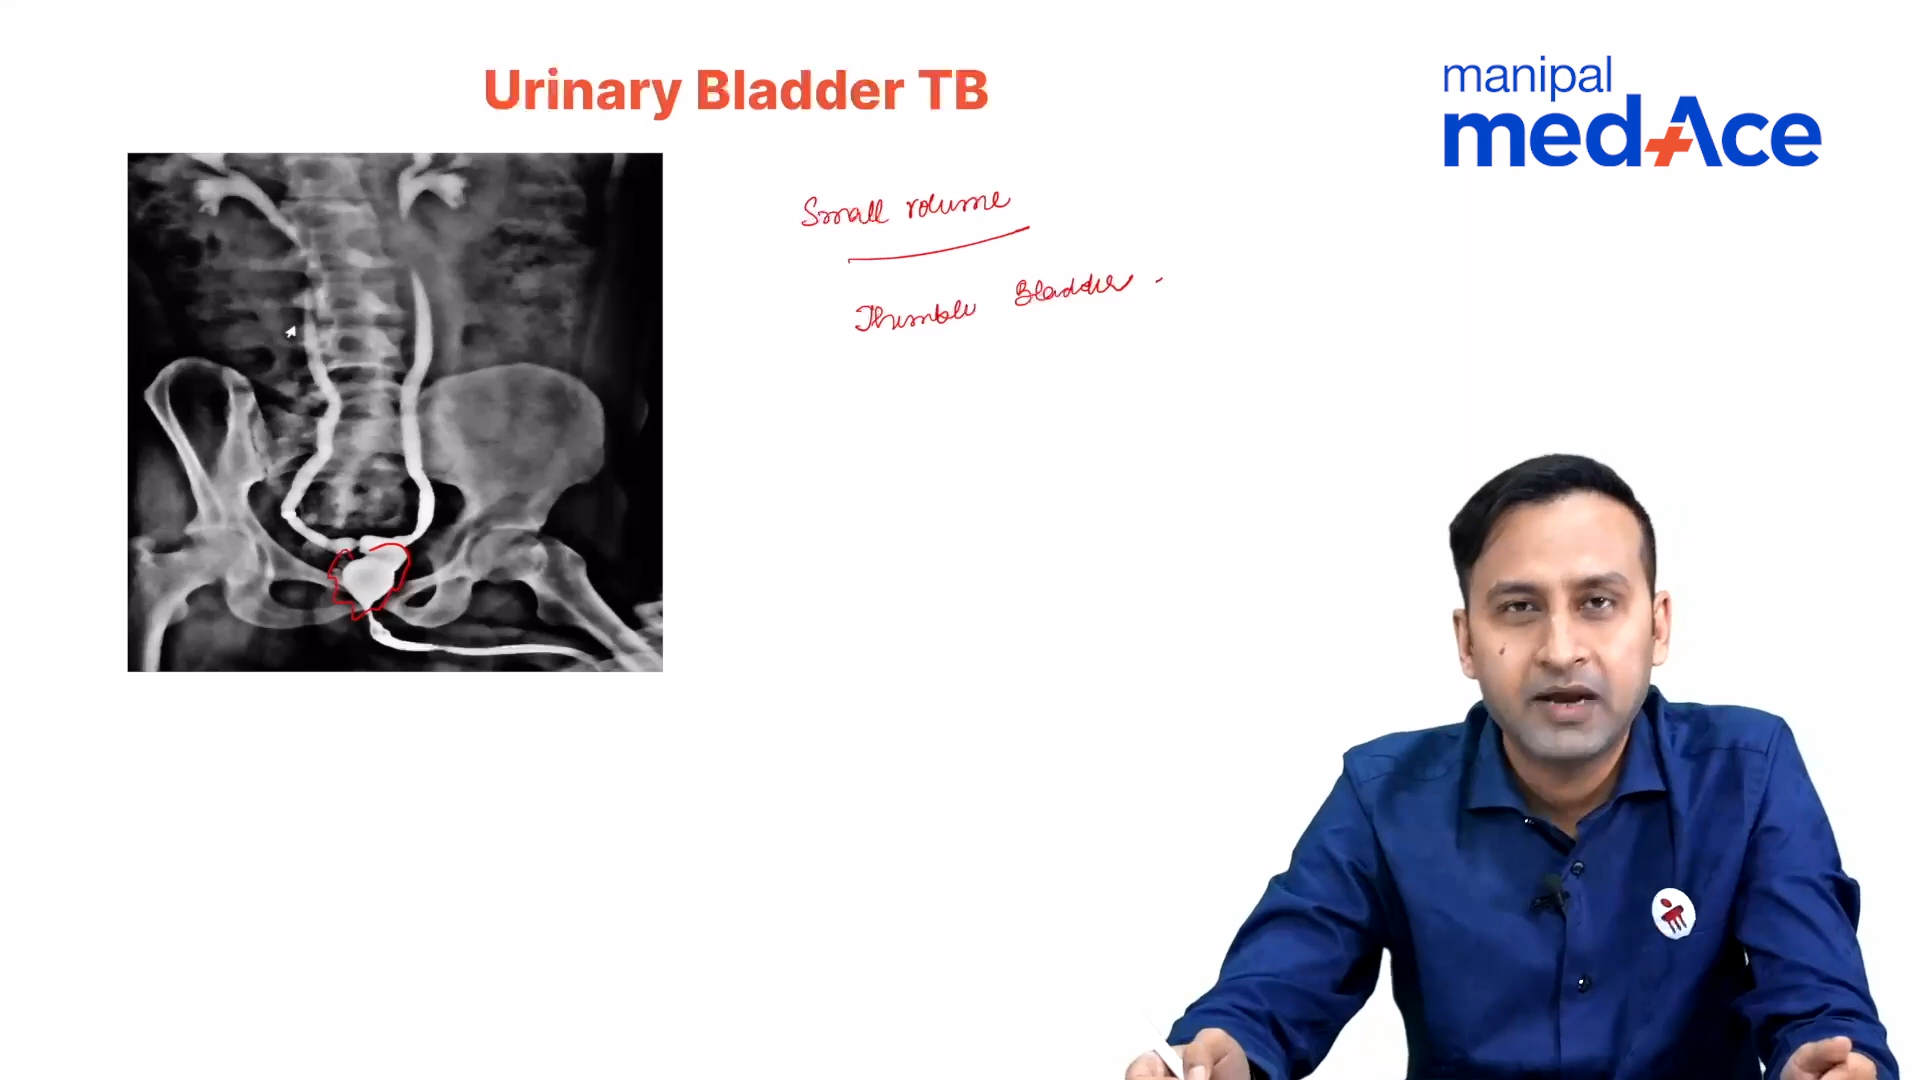 Urinary Bladder TB
manipal
medAce
Small volume
Thimble Bladder -